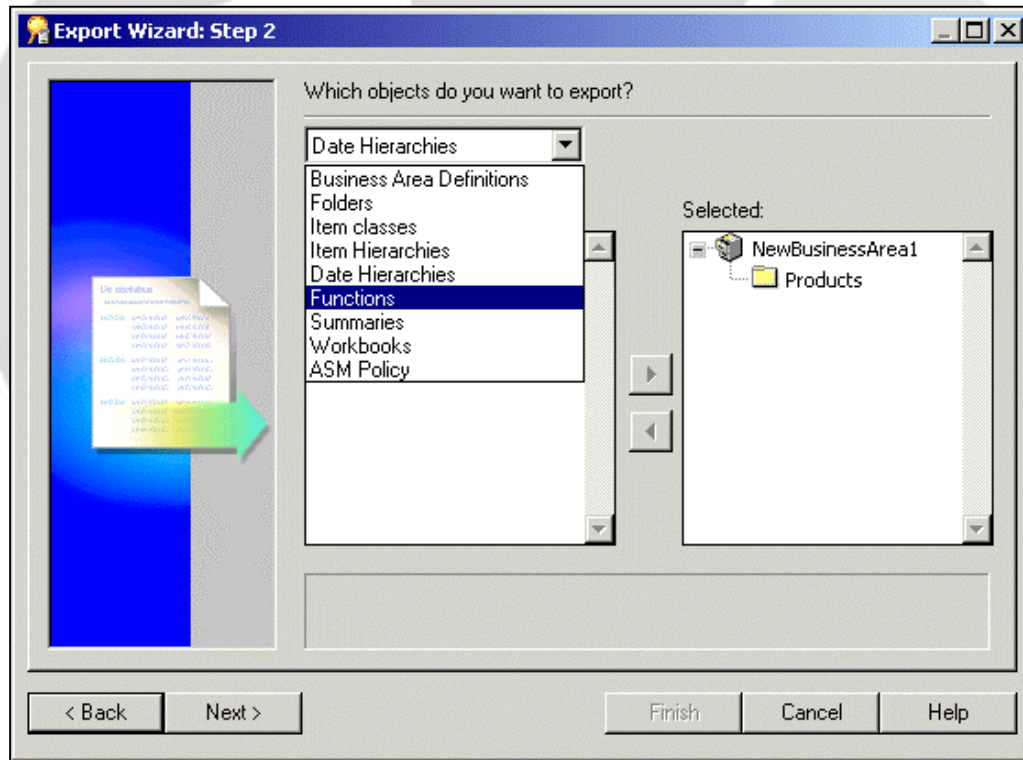 Export Wizard: Step 2
Which objects do you want to export?
Date Hierarchies
Business Area Definitions
Folders
Item classes
Item Hierarchies
Date Hierarchies
Functions
Summaries
Workbooks
ASM Policy
Selected:
NewBusinessArea1
Products
< Back
Next >
Finish
Cancel
Help